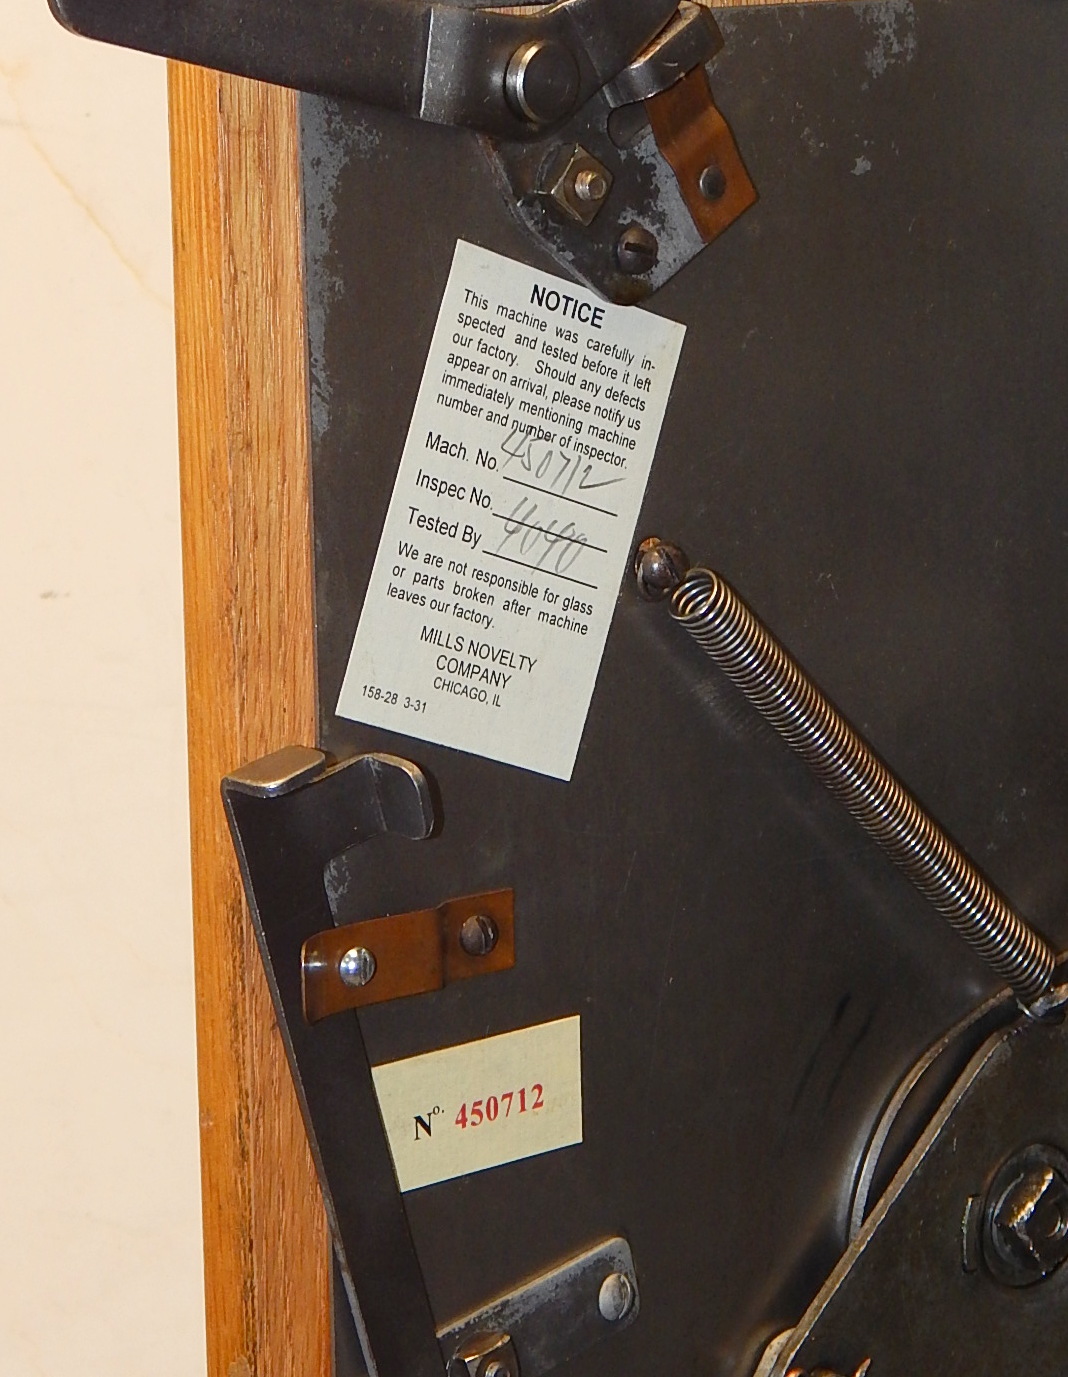 NOTICE
This machine was carefully in-
spected and tested before it left
our factory. Should any defects
appear on arrival, please notify us
immediately mentioning machine
number and number of inspector.
Mach. No. 450712
Inspec No. 4040
Tested By
We are not responsible for glass
or parts broken after machine
leaves our factory.
MILLS NOVELTY
COMPANY
CHICAGO, IL
158-28 3-31
No. 450712